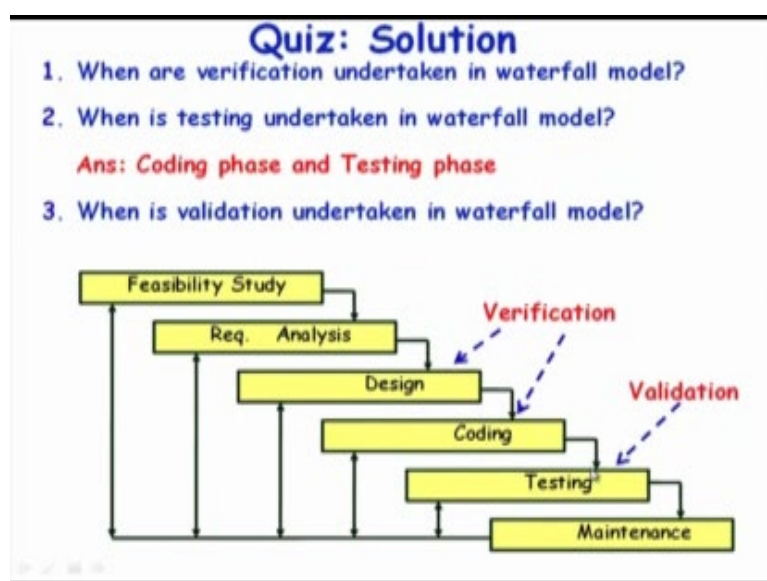 Quiz: Solution
1. When are verification undertaken in waterfall model?
2. When is testing undertaken in waterfall model?
Ans: Coding phase and Testing phase
3. When is validation undertaken in waterfall model?
Feasibility Study
Verification
Req. Analysis
Design
Validation
Coding
Testing
Maintenance